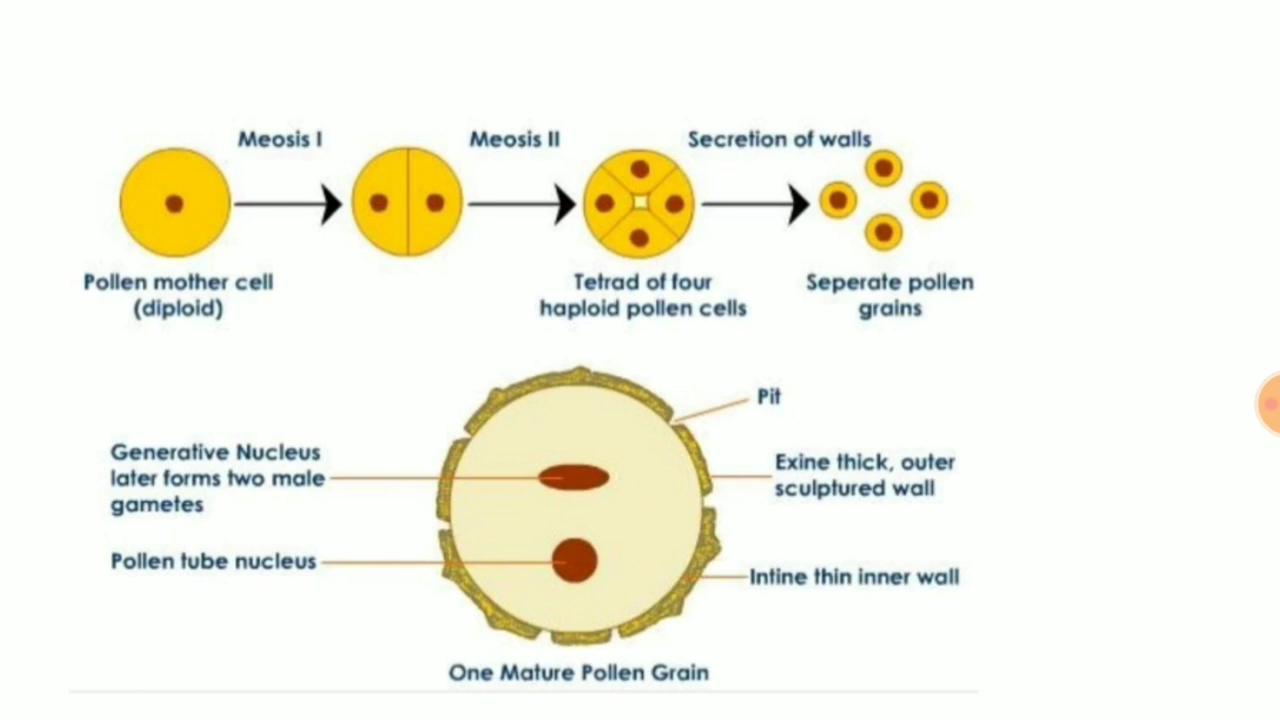 Meosis I
Meosis II
Secretion of walls
Pollen mother cell
(diploid)
Tetrad of four
haploid pollen cells
Seperate pollen
grains
Pit
Generative Nucleus
later forms two male
gametes
Exine thick, outer
sculptured wall
Pollen tube nucleus
Intine thin inner wall
One Mature Pollen Grain